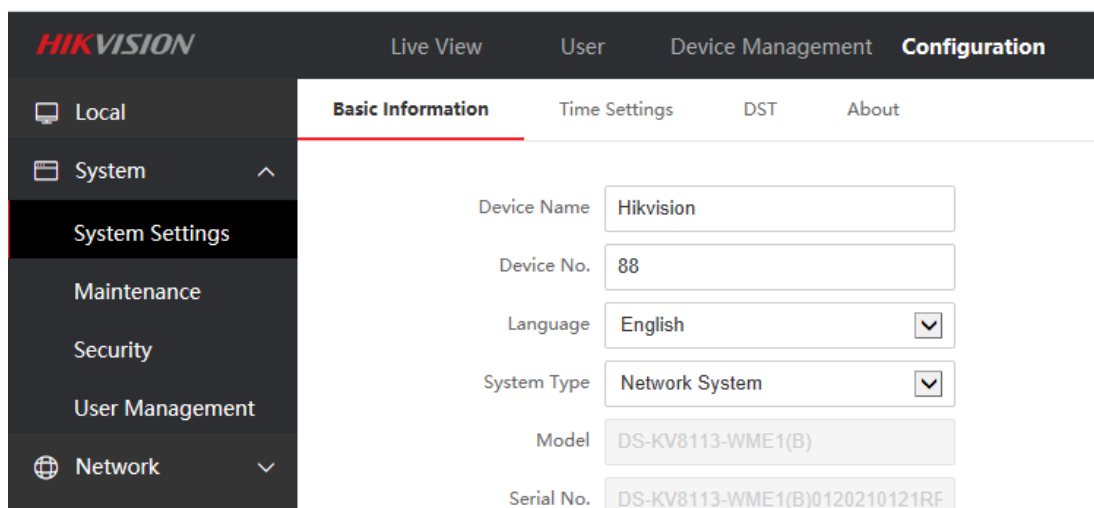 HIKVISION Live View User Device Management Configuration
Local
System
System Settings
Maintenance
Security
User Management
Network
Basic Information Time Settings DST About
Device Name Hikvision
Device No. 88
Language English
System Type Network System
Model DS-KV8113-WME1(B)
Serial No. DS-KV8113-WME1(B)0120210121RF